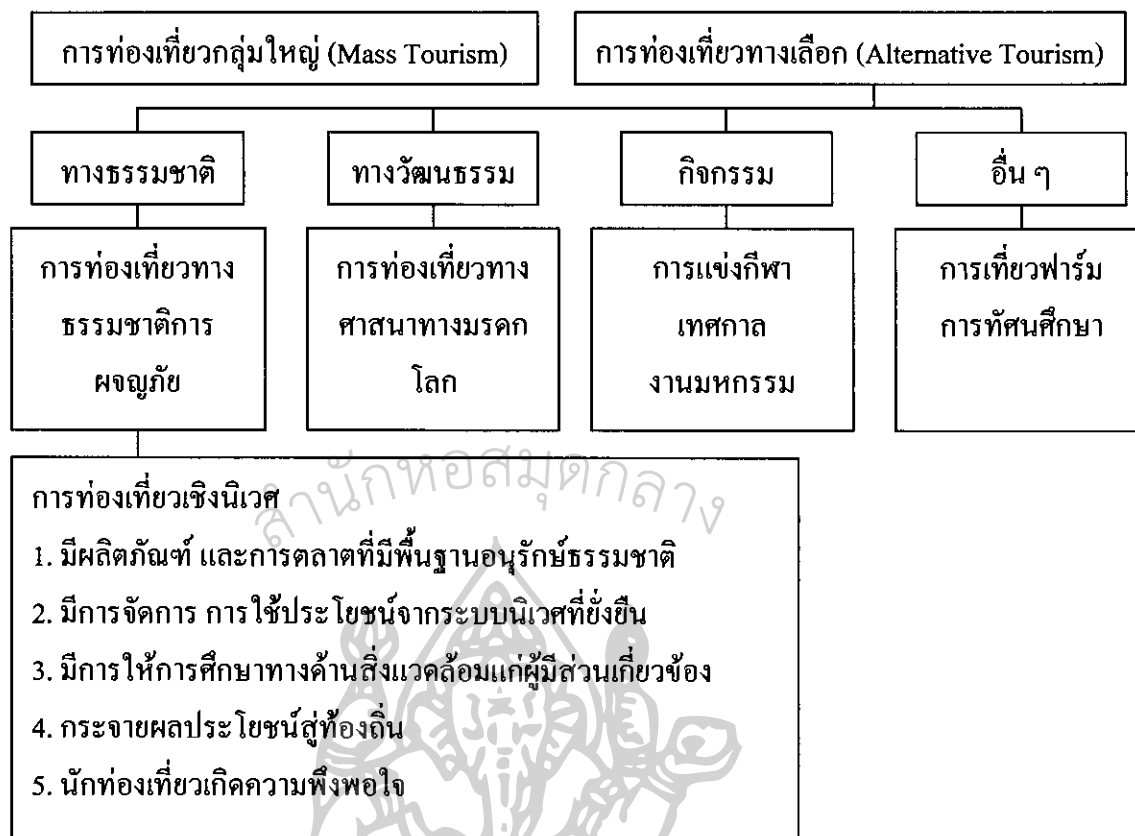 การท่องเที่ยวกลุ่มใหญ่ (Mass Tourism)
การท่องเที่ยวทางเลือก (Alternative Tourism)
ทางธรรมชาติ
ทางวัฒนธรรม
กิจกรรม
อื่น ๆ
การท่องเที่ยวทาง
ธรรมชาติการ
ผจญภัย
การท่องเที่ยวทาง
ศาสนาทางมรดก
โลก
การแข่งกีฬา
เทศกาล
งานมหกรรม
การเที่ยวฟาร์ม
การทัศนศึกษา
สำนักหอสมุดกลาง
การท่องเที่ยวเชิงนิเวศ
1. มีผลิตภัณฑ์ และการตลาดที่มีพื้นฐานอนุรักษ์ธรรมชาติ
2. มีการจัดการ การใช้ประโยชน์จากระบบนิเวศที่ยั่งยืน
3. มีการให้การศึกษาทางด้านสิ่งแวดล้อมแก่ผู้มีส่วนเกี่ยวข้อง
4. กระจายผลประโยชน์สู่ท้องถิ่น
5. นักท่องเที่ยวเกิดความพึงพอใจ